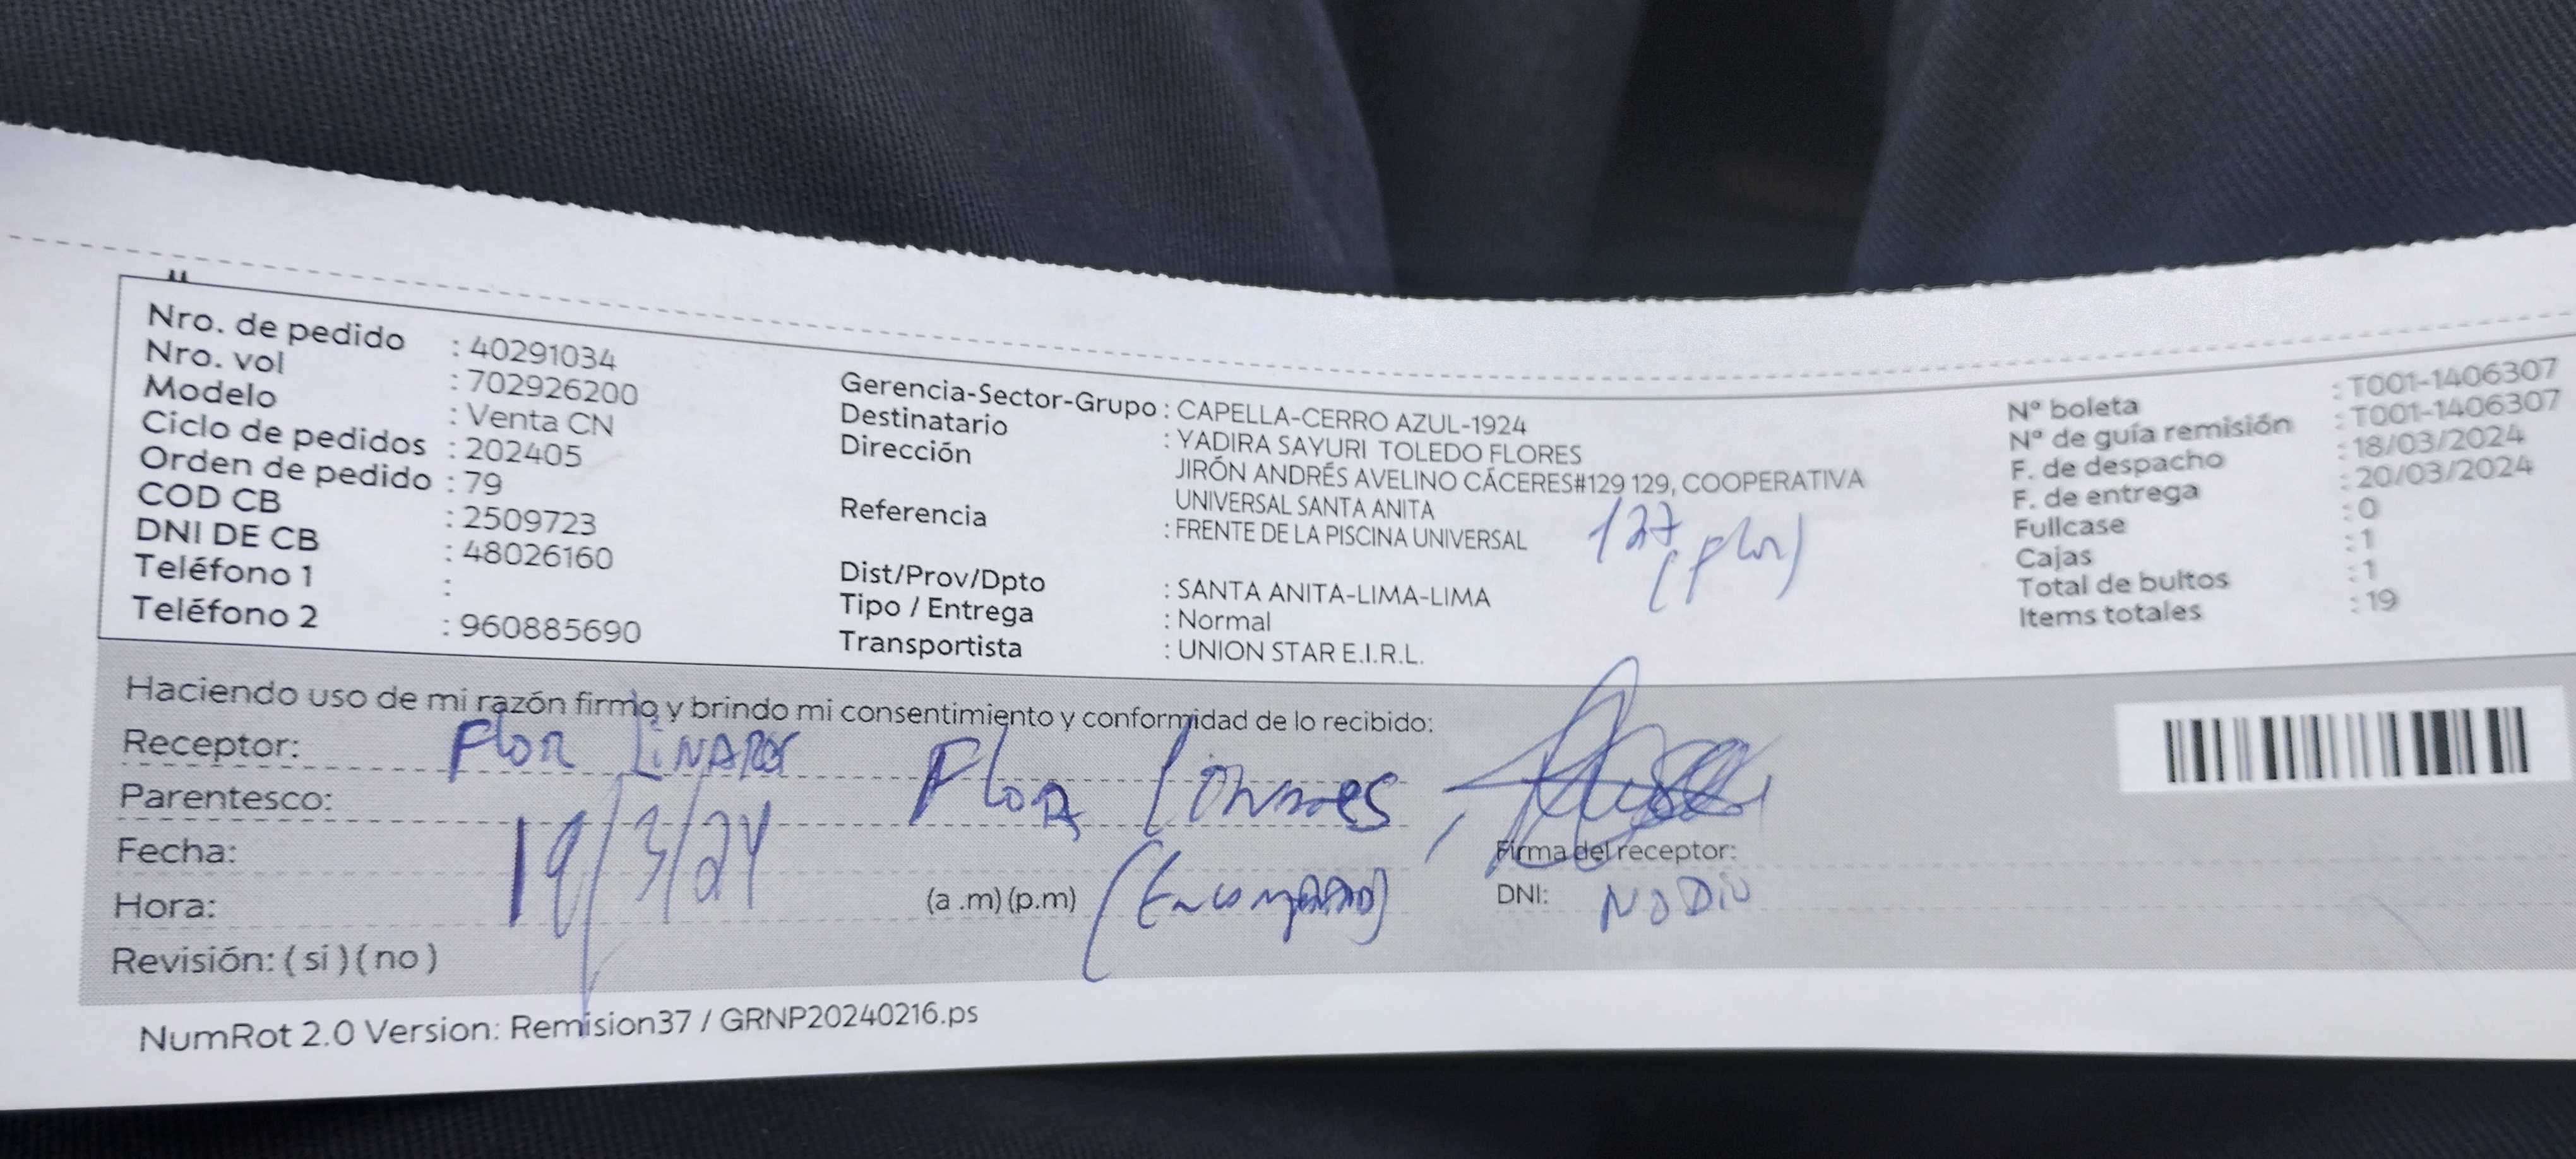 Nro. de pedido : 40291034
Nro. vol : 702926200
Modelo : Venta CN
Ciclo de pedidos : 202405
Orden de pedido : 79
COD CB : 2509723
DNI DE CB : 48026160
Teléfono 1 :
Teléfono 2 : 960885690
Gerencia-Sector-Grupo : CAPELLA-CERRO AZUL-1924
Destinatario : YADIRA SAYURI TOLEDO FLORES
Dirección JIRÓN ANDRÉS AVELINO CÁCERES#129 129, COOPERATIVA
UNIVERSAL SANTA ANITA
Referencia : FRENTE DE LA PISCINA UNIVERSAL
127
Dist/Prov/Dpto : SANTA ANITA-LIMA-LIMA
Tipo / Entrega : Normal
Transportista : UNION STAR E.I.R.L.
Nº boleta : T001-1406307
Nº de guía remisión : T001-1406307
F. de despacho : 18/03/2024
F. de entrega : 20/03/2024
Fullcase : 0
Cajas : 1
Total de bultos : 1
Items totales : 19
Haciendo uso de mi razón firmo y brindo mi consentimiento y conformidad de lo recibido:
Receptor: Flor Linares
Parentesco: Flor Linares
Fecha: 19/3/24
Firma del receptor:
Hora: (a .m) (p.m)
DNI: NO DIO
Revisión: ( sí ) ( no )
NumRot 2.0 Version: Remision37 / GRNP20240216.ps